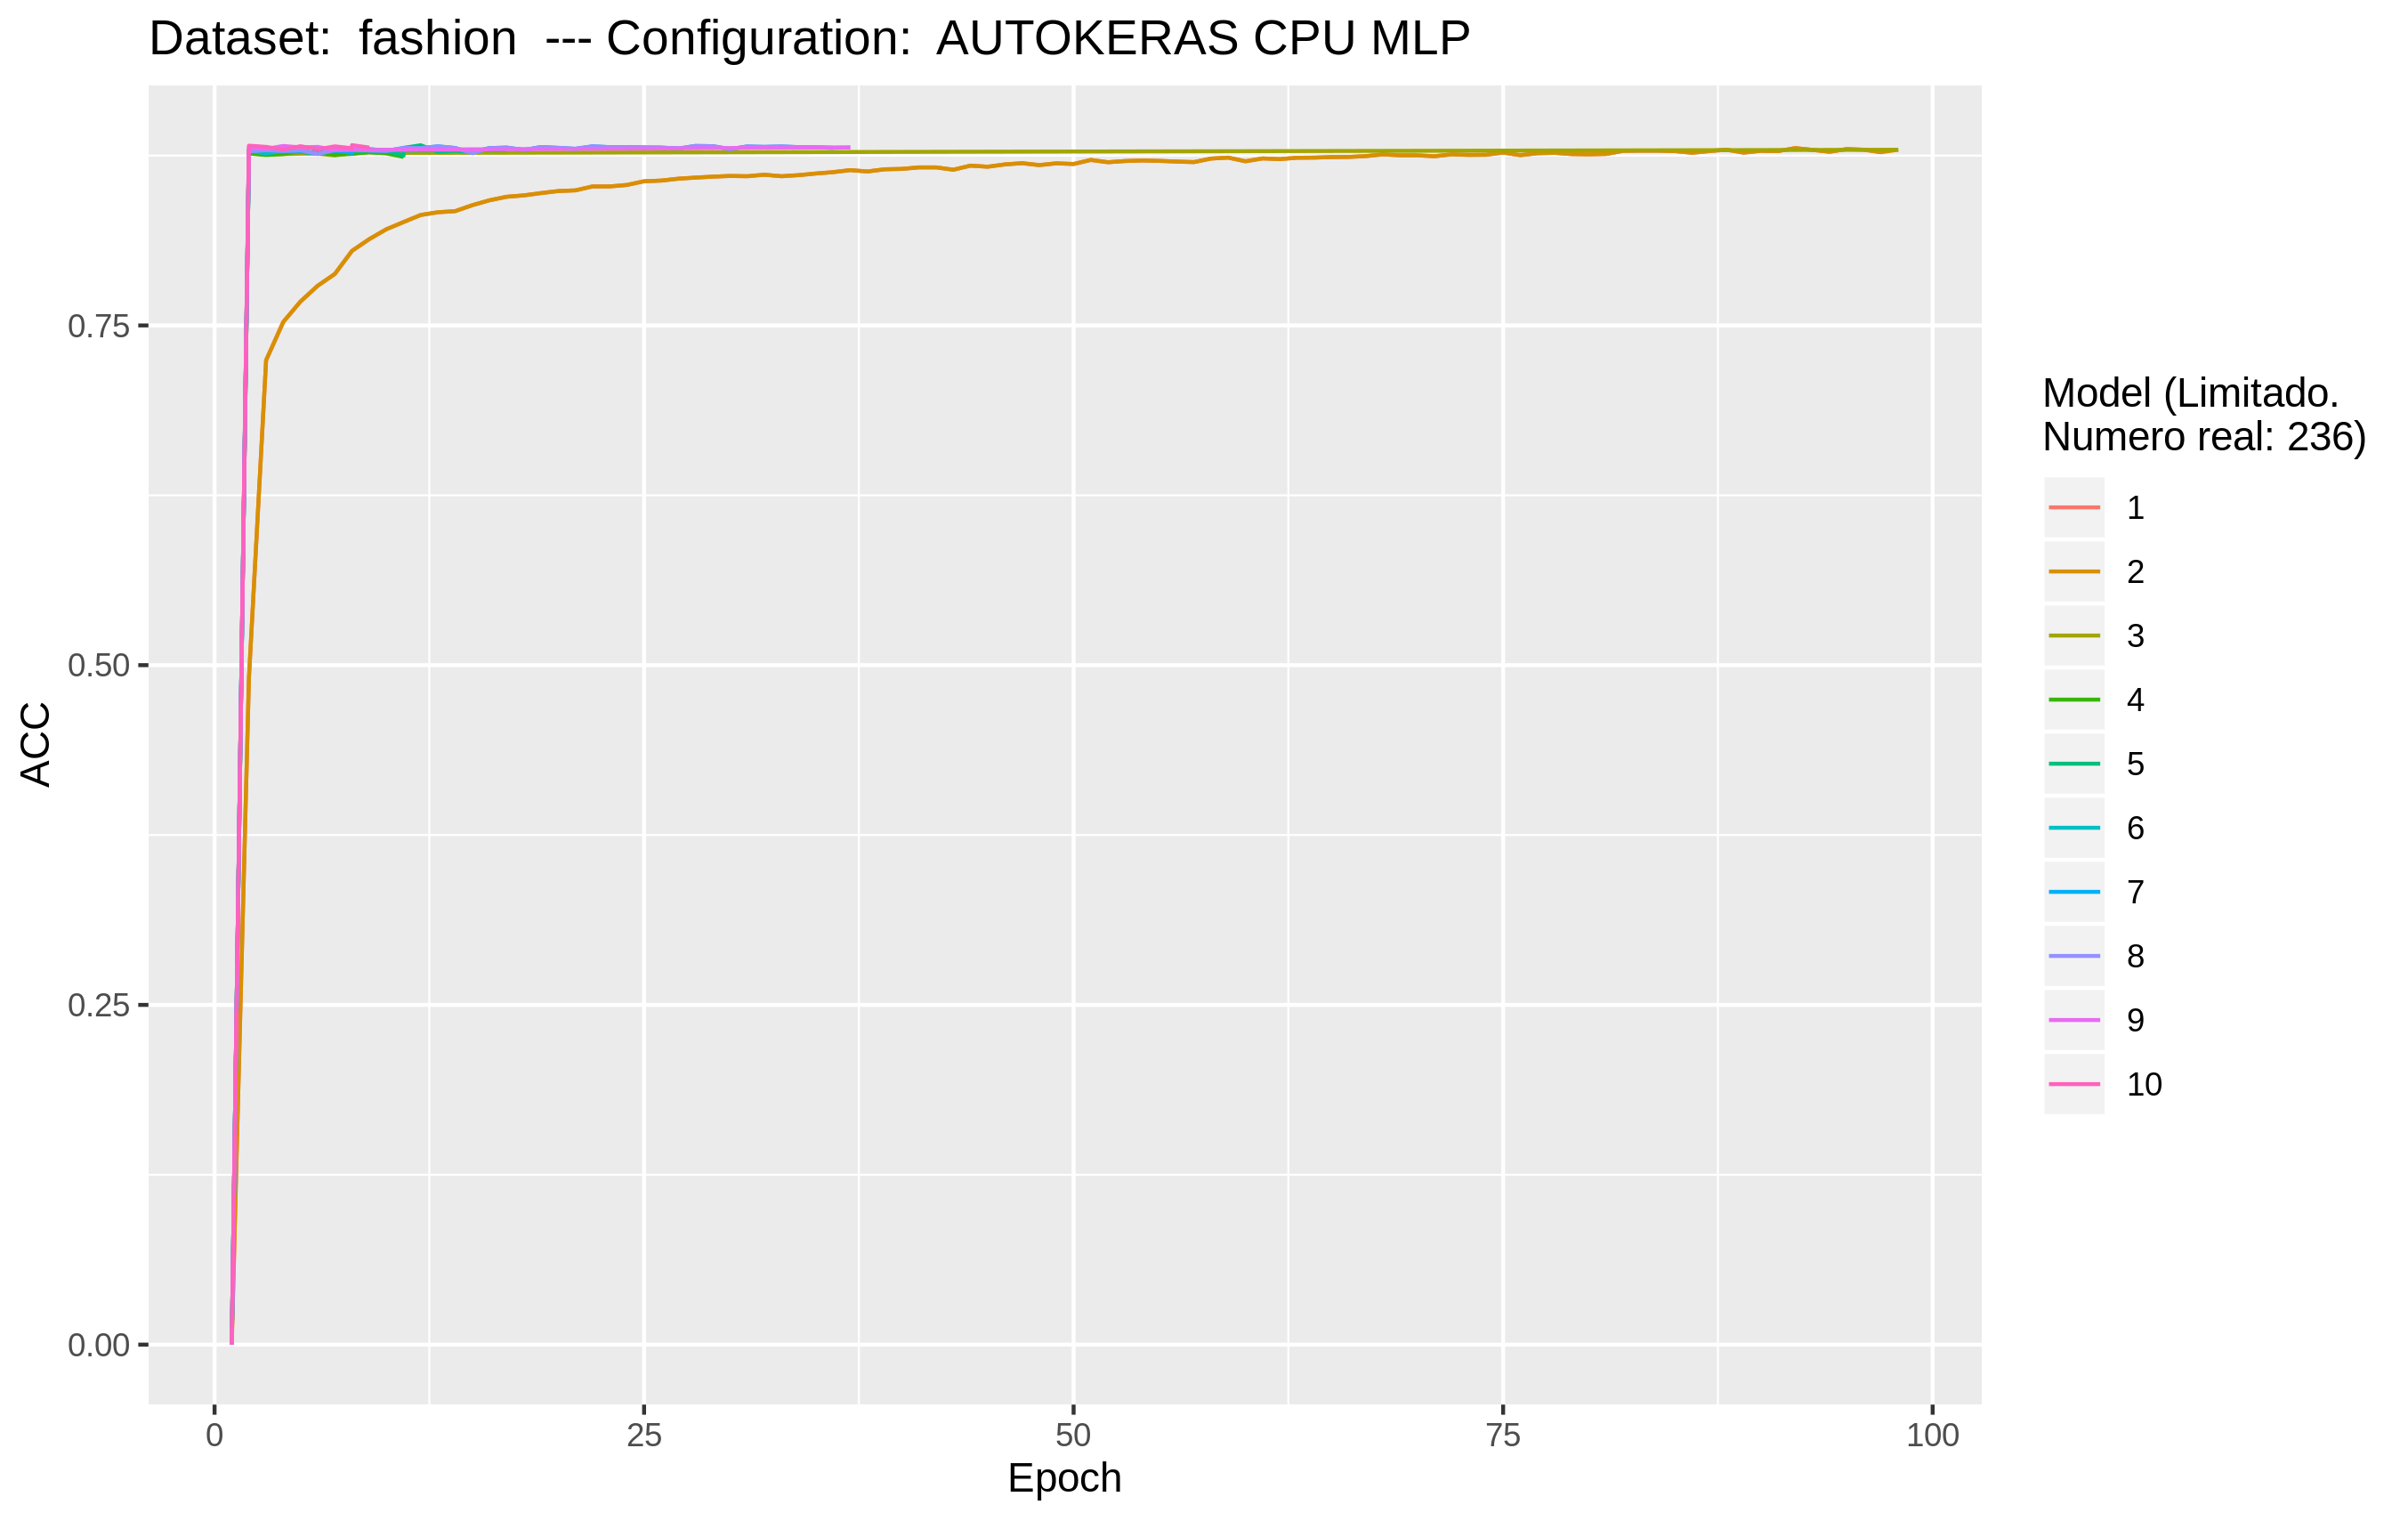 Dataset:  fashion  --- Configuration:  AUTOKERAS CPU MLP
ACC
0.75
0.50
0.25
0.00
0 25 50 75 100
Epoch
Model (Limitado.
Numero real: 236)
1
2
3
4
5
6
7
8
9
10